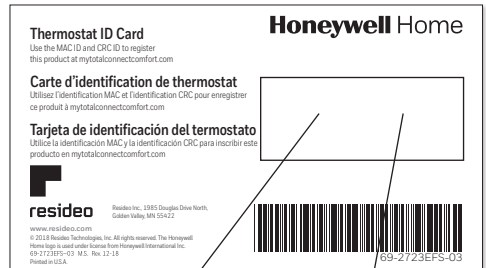 Thermostat ID Card
Use the MAC ID and CRC ID to register
this product at mytotalconnectcomfort.com
Honeywell Home
Carte d'identification de thermostat
Utilisez l'identification MAC et l'identification CRC pour enregistrer
ce produit à mytotalconnectcomfort.com
Tarjeta de identificación del termostato
Utilice la identificación MAC y la identificación CRC para inscribir este
producto en mytotalconnectcomfort.com
resideo
Resideo Inc., 1985 Douglas Drive North,
Golden Valley, MN 55422
www.resideo.com
© 2018 Resideo Technologies, Inc. All rights reserved. The Honeywell
Home logo is used under license from Honeywell International Inc.
69-2723EFS-03 M.S. Rev. 12-18
Printed in U.S.A.
69-2723EFS-03